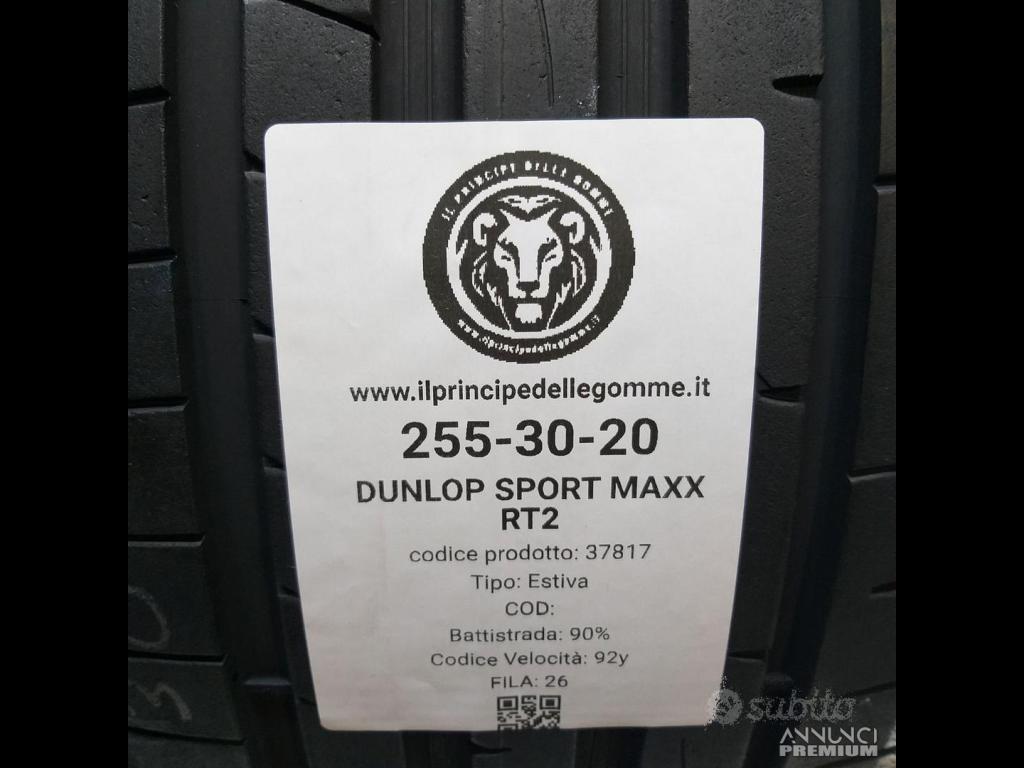 IL PRINCIPE DELLE GOMME
www.ilprincipedellegomme.it
www.ilprincipedellegomme.it
255-30-20
DUNLOP SPORT MAXX
RT2
codice prodotto: 37817
Tipo: Estiva
COD:
Battistrada: 90%
Codice Velocità: 92y
FILA: 26
subito
ANNUNCI
PREMIUM